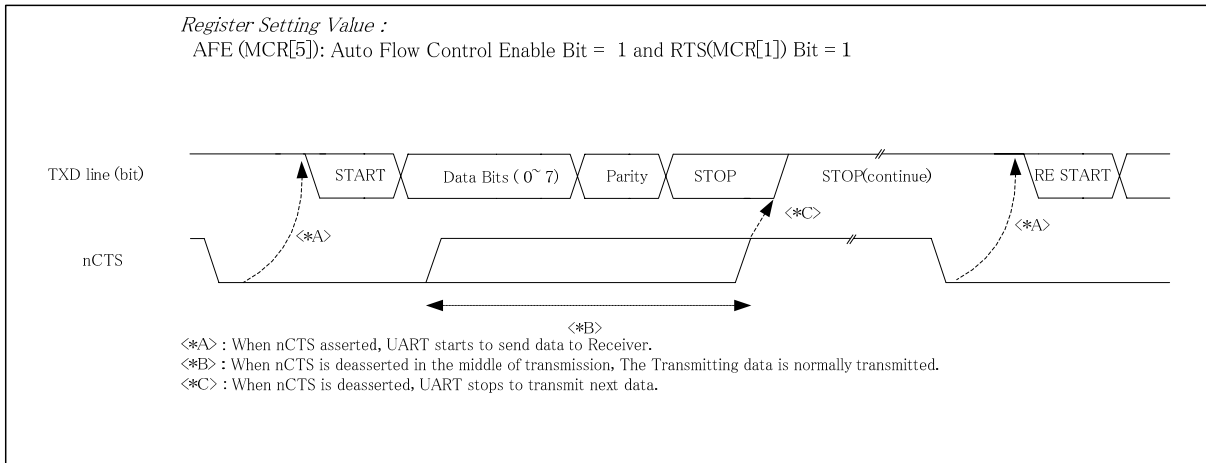 Register Setting Value :
AFE (MCR[5]): Auto Flow Control Enable Bit = 1 and RTS(MCR[1]) Bit = 1
TXD line (bit)
START
Data Bits ( 0~ 7)
Parity
STOP
STOP(continue)
RE START
<*A>
<*C>
<*A>
nCTS
<*B>
<*A> : When nCTS asserted, UART starts to send data to Receiver.
<*B> : When nCTS is deasserted in the middle of transmission, The Transmitting data is normally transmitted.
<*C> : When nCTS is deasserted, UART stops to transmit next data.